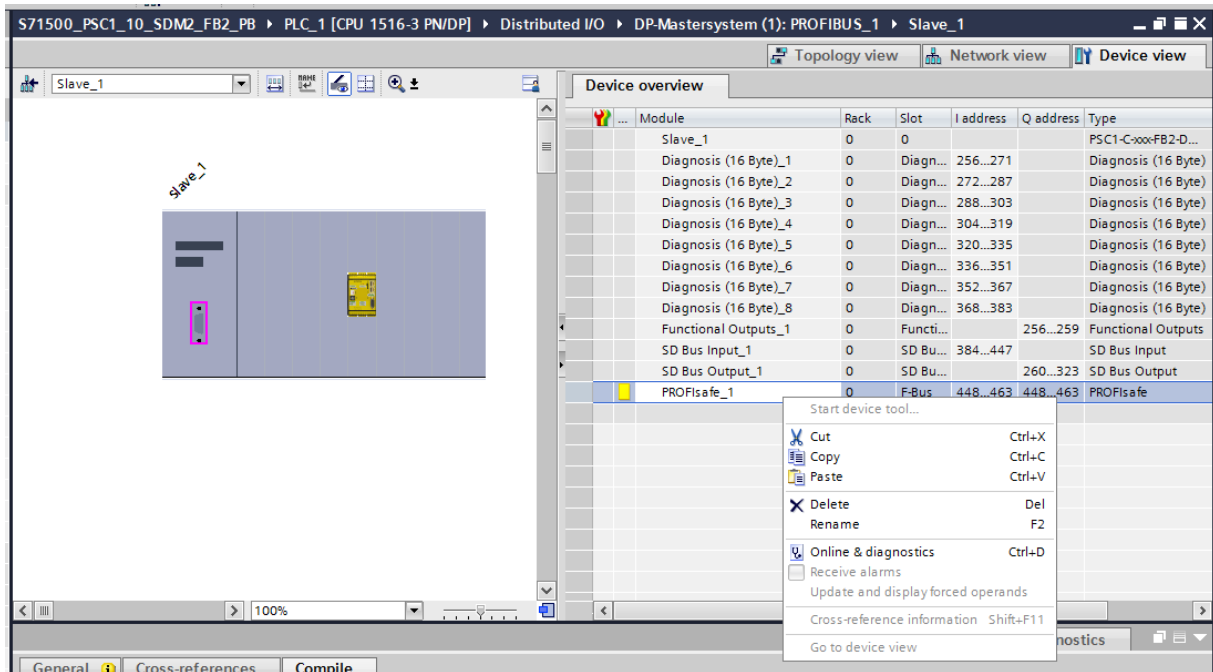 S71500_PSC1_10_SDM2_FB2_PB ▸ PLC_1 [CPU 1516-3 PN/DP] ▸ Distributed I/O ▸ DP-Mastersystem (1): PROFIBUS_1 ▸ Slave_1
Topology view Network view Device view
Slave_1
100%
Slave_1
Device overview
... Module Rack Slot I address Q address Type
Slave_1 0 0 PSC1-C-xxx-FB2-D...
Diagnosis (16 Byte)_1 0 Diagn... 256...271 Diagnosis (16 Byte)
Diagnosis (16 Byte)_2 0 Diagn... 272...287 Diagnosis (16 Byte)
Diagnosis (16 Byte)_3 0 Diagn... 288...303 Diagnosis (16 Byte)
Diagnosis (16 Byte)_4 0 Diagn... 304...319 Diagnosis (16 Byte)
Diagnosis (16 Byte)_5 0 Diagn... 320...335 Diagnosis (16 Byte)
Diagnosis (16 Byte)_6 0 Diagn... 336...351 Diagnosis (16 Byte)
Diagnosis (16 Byte)_7 0 Diagn... 352...367 Diagnosis (16 Byte)
Diagnosis (16 Byte)_8 0 Diagn... 368...383 Diagnosis (16 Byte)
Functional Outputs_1 0 Functi... 256...259 Functional Outputs
SD Bus Input_1 0 SD Bu... 384...447 SD Bus Input
SD Bus Output_1 0 SD Bu... 260...323 SD Bus Output
PROFIsafe_1 0 F-Bus 448...463 448...463 PROFIsafe
Start device tool...
Cut Ctrl+X
Copy Ctrl+C
Paste Ctrl+V
Delete Del
Rename F2
Online & diagnostics Ctrl+D
Receive alarms
Update and display forced operands
Cross-reference information Shift+F11
Go to device view
nostics
General Cross-references Compile